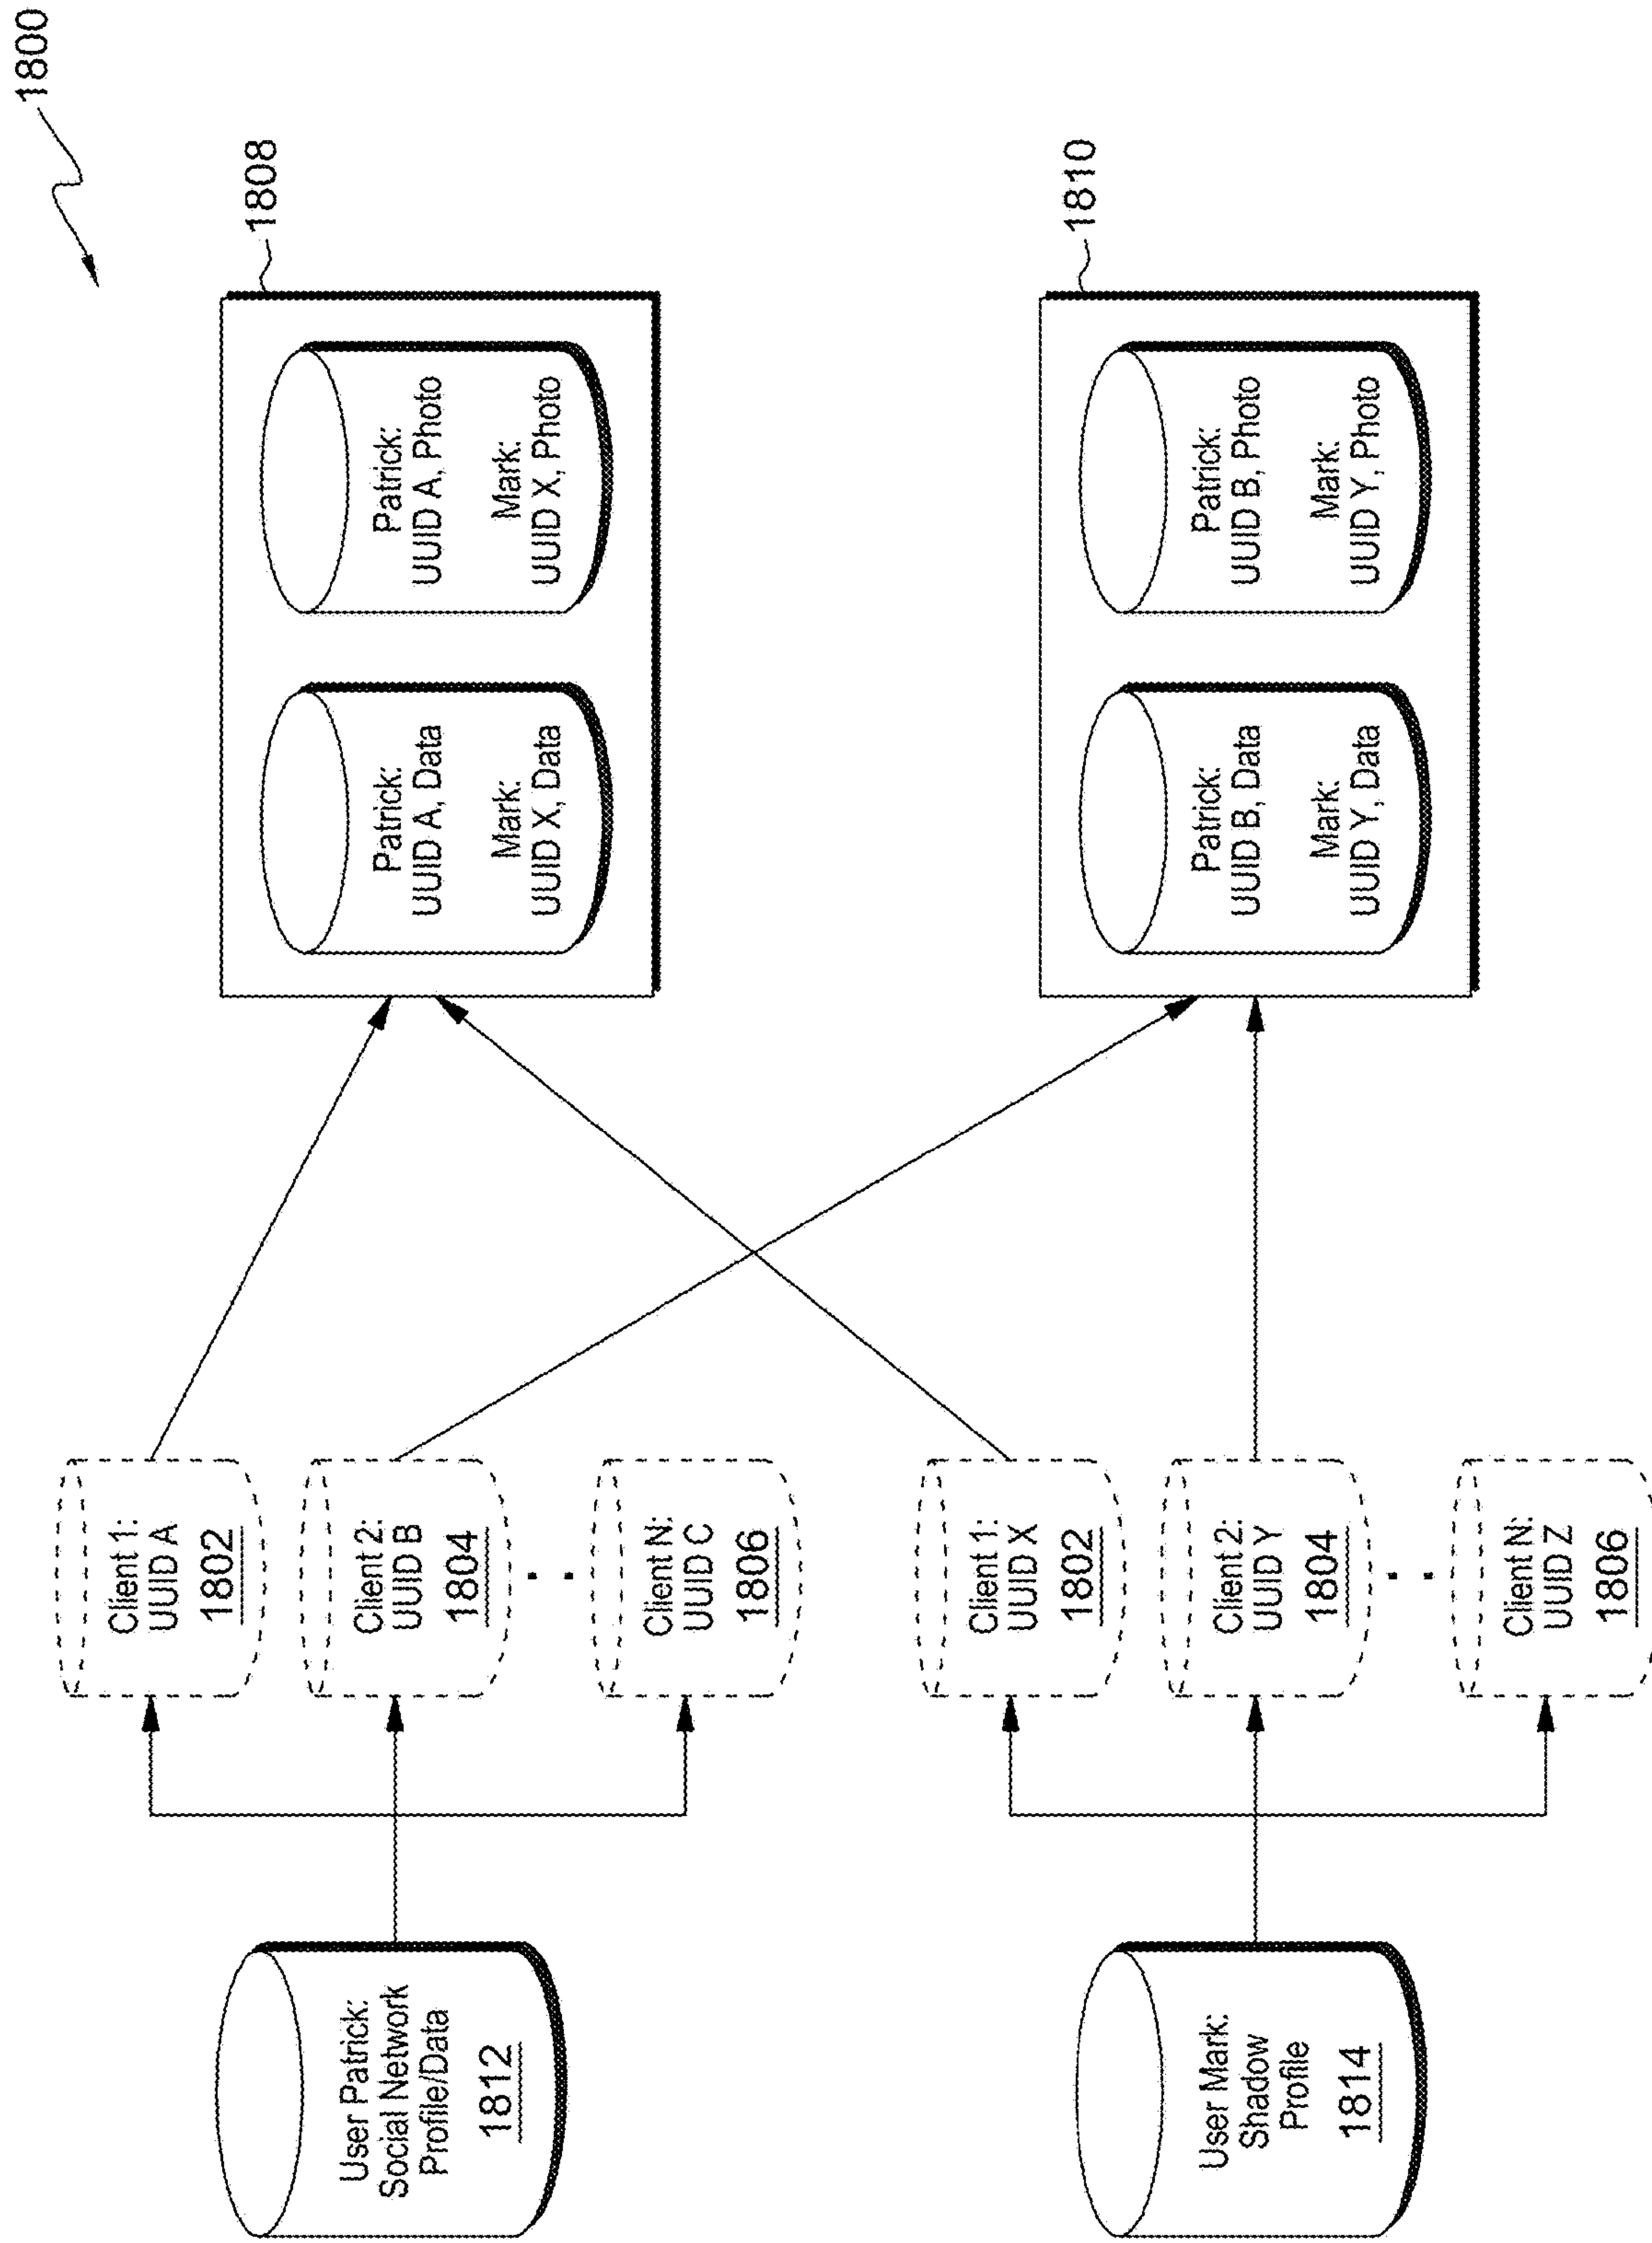 1800
User Patrick:
Social Network
Profile/Data
1812
Client 1:
UUID A
1802
Client 2:
UUID B
1804
Client N:
UUID C
1806
1808
Patrick:
UUID A, Data
Mark:
UUID X, Data
Patrick:
UUID A, Photo
Mark:
UUID X, Photo
User Mark:
Shadow
Profile
1814
Client 1:
UUID X
1802
Client 2:
UUID Y
1804
Client N:
UUID Z
1806
1810
Patrick:
UUID B, Data
Mark:
UUID Y, Data
Patrick:
UUID B, Photo
Mark:
UUID Y, Photo